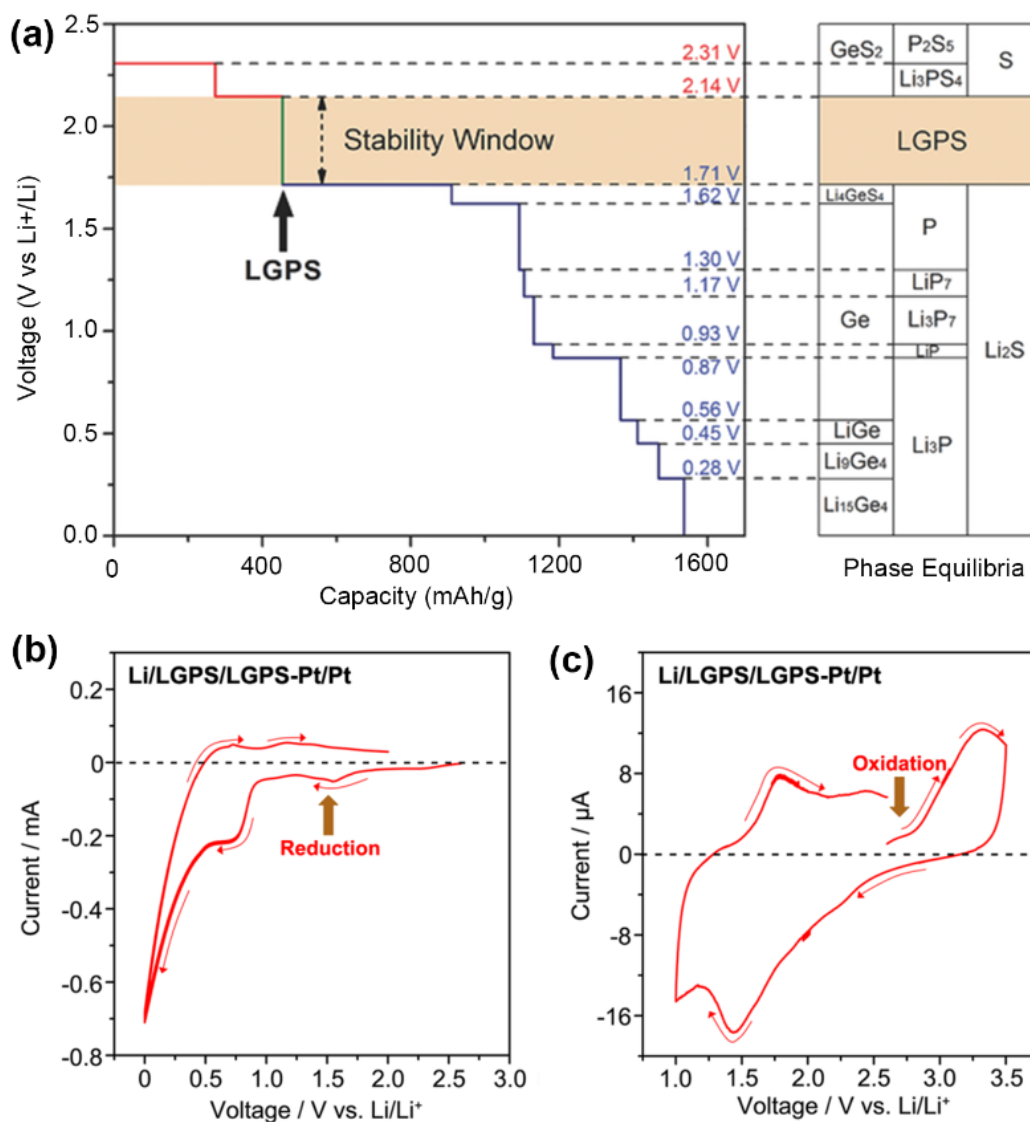 (a)
2.5
2.0
1.5
1.0
0.5
0.0
Voltage (V vs Li+/Li)
0
400
800
1200
1600
Capacity (mAh/g)
Stability Window
LGPS
2.31 V
2.14 V
1.71 V
1.62 V
1.30 V
1.17 V
0.93 V
0.87 V
0.56 V
0.45 V
0.28 V
GeS2 P2S5 S
Li3PS4
LGPS
Li4GeS4 P
LiP7
Ge Li3P7
LiP Li2S
LiGe Li3P
Li9Ge4
Li15Ge4
Phase Equilibria
(b)
Li/LGPS/LGPS-Pt/Pt
0.2
0
-0.2
-0.4
-0.6
-0.8
Current / mA
Reduction
0 0.5 1.0 1.5 2.0 2.5 3.0
Voltage / V vs. Li/Li+
(c)
Li/LGPS/LGPS-Pt/Pt
16
8
0
-8
-16
Current / µA
Oxidation
1.0 1.5 2.0 2.5 3.0 3.5
Voltage / V vs. Li/Li+